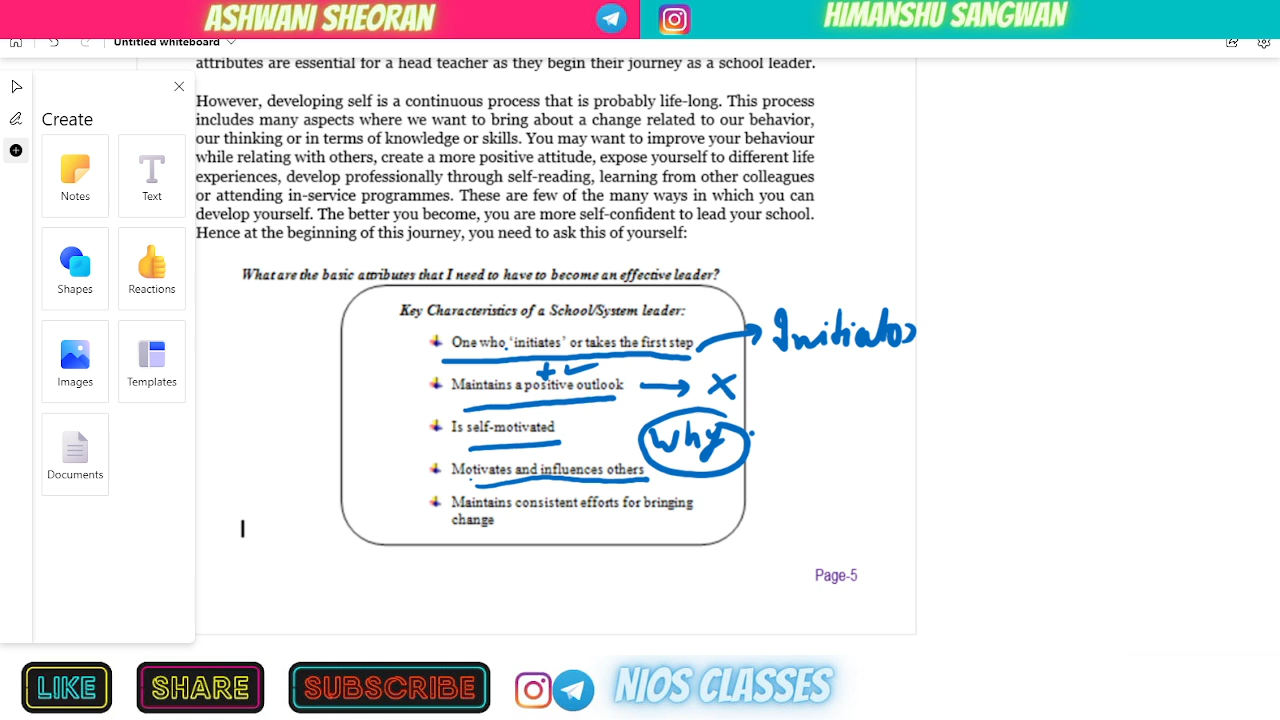 ASHWANI SHEORAN
HIMANSHU SANGWAN
Untitled whiteboard
attributes are essential for a head teacher as they begin their journey as a school leader.
Create
Notes
Text
Shapes
Reactions
Images
Templates
Documents
However, developing self is a continuous process that is probably life-long. This process
includes many aspects where we want to bring about a change related to our behavior,
our thinking or in terms of knowledge or skills. You may want to improve your behaviour
while relating with others, create a more positive attitude, expose yourself to different life
experiences, develop professionally through self-reading, learning from other colleagues
or attending in-service programmes. These are few of the many ways in which you can
develop yourself. The better you become, you are more self-confident to lead your school.
Hence at the beginning of this journey, you need to ask this of yourself:
What are the basic attributes that I need to have to become an effective leader?
Key Characteristics of a School/System leader:
One who 'initiates' or takes the first step
Initiator
Maintains a positive outlook
X
Is self-motivated
Why
Motivates and influences others
Maintains consistent efforts for bringing
change
Page-5
LIKE
SHARE
SUBSCRIBE
NIOS CLASSES